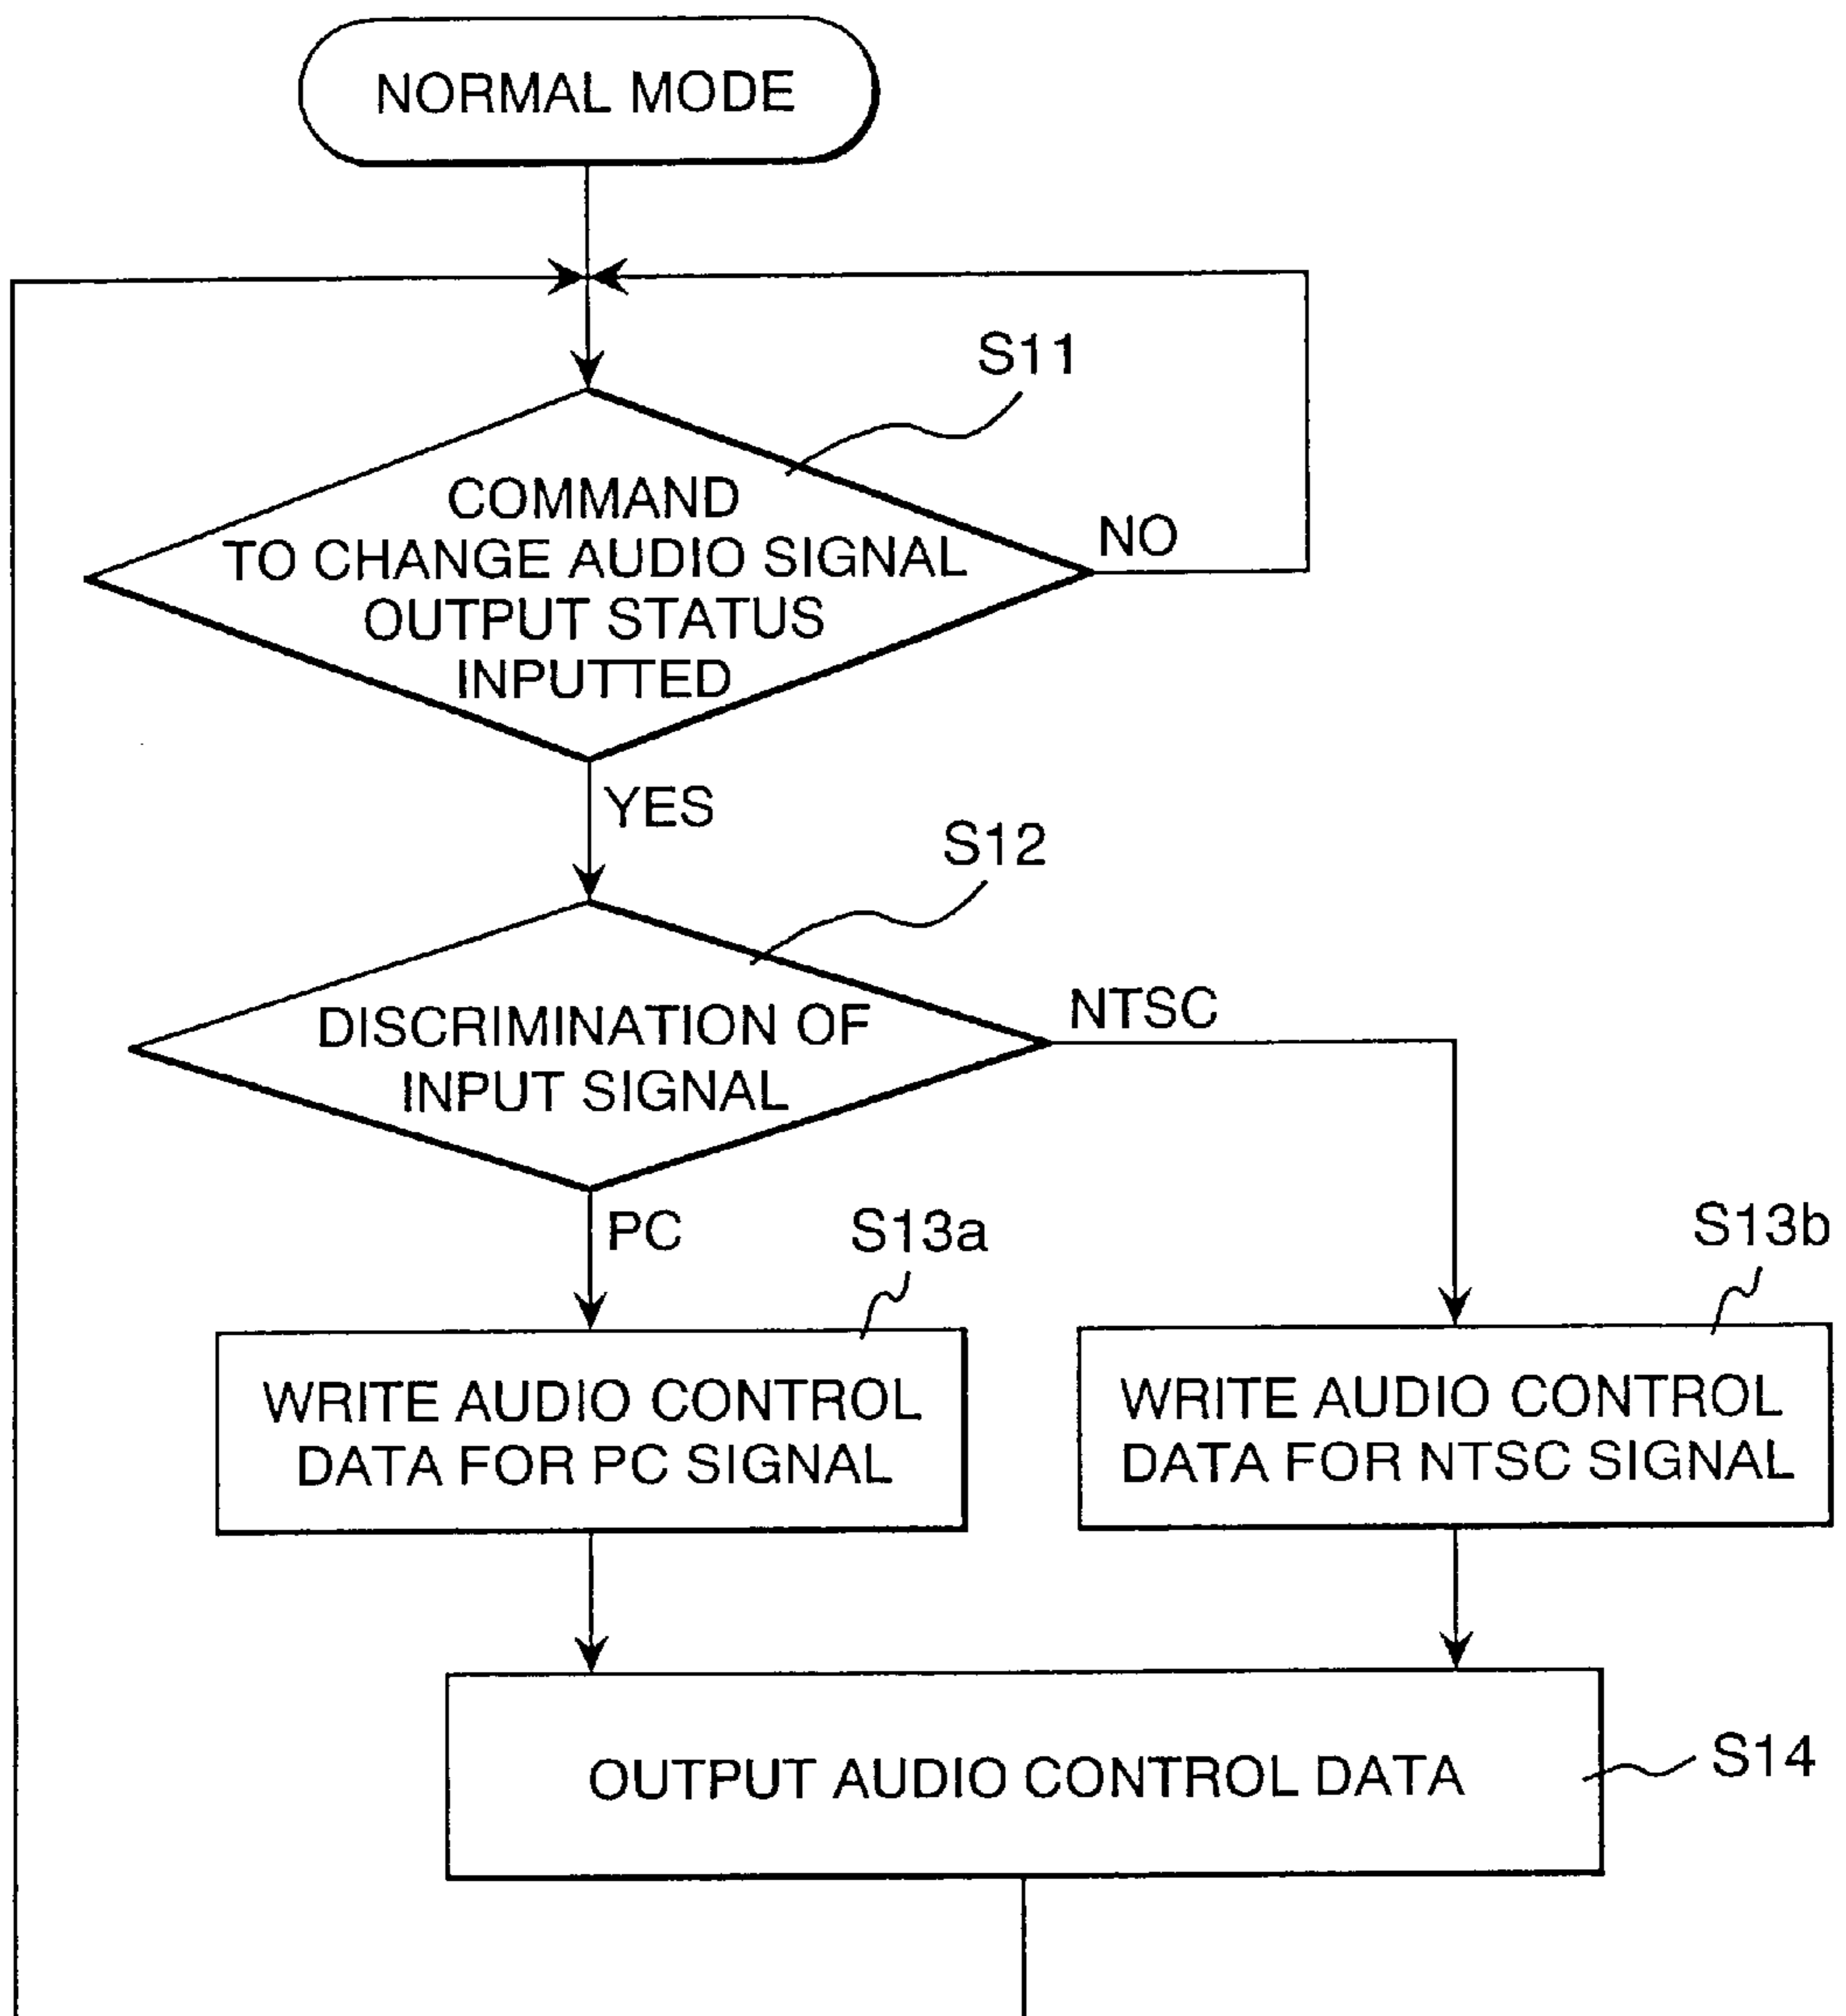 NORMAL MODE
S11
COMMAND
TO CHANGE AUDIO SIGNAL
OUTPUT STATUS
INPUTTED
NO
YES
S12
DISCRIMINATION OF
INPUT SIGNAL
NTSC
PC
S13a
S13b
WRITE AUDIO CONTROL
DATA FOR PC SIGNAL
WRITE AUDIO CONTROL
DATA FOR NTSC SIGNAL
OUTPUT AUDIO CONTROL DATA
S14